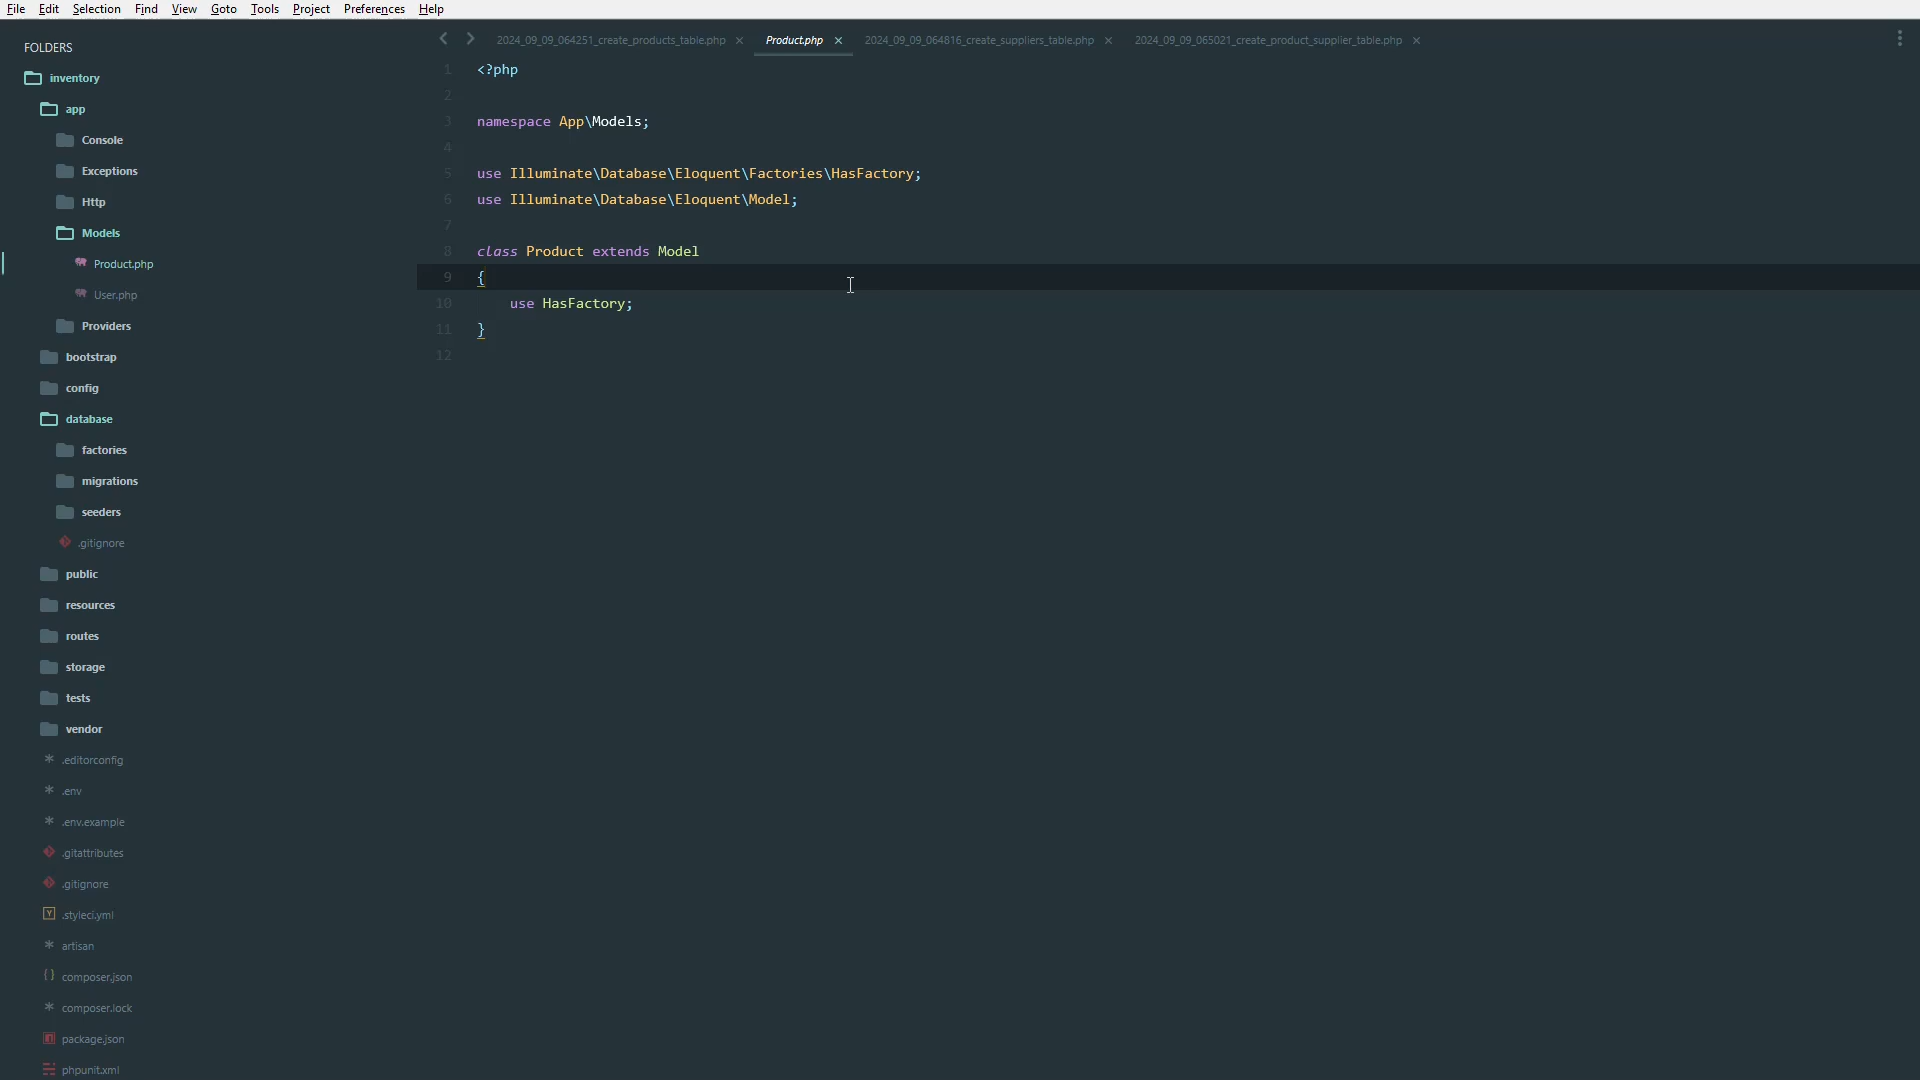 File Edit Selection Find View Goto Tools Project Preferences Help
FOLDERS
inventory
app
Console
Exceptions
Http
Models
Product.php
User.php
Providers
bootstrap
config
database
factories
migrations
seeders
.gitignore
public
resources
routes
storage
tests
vendor
.editorconfig
.env
.env.example
.gitattributes
.gitignore
.styleci.yml
artisan
composer.json
composer.lock
package.json
phpunit.xml
2024_09_09_064251_create_products_table.php Product.php 2024_09_09_064816_create_suppliers_table.php 2024_09_09_065021_create_product_supplier_table.php
1 <?php
2
3 namespace App\Models;
4
5 use Illuminate\Database\Eloquent\Factories\HasFactory;
6 use Illuminate\Database\Eloquent\Model;
7
8 class Product extends Model
9 {
10 use HasFactory;
11 }
12